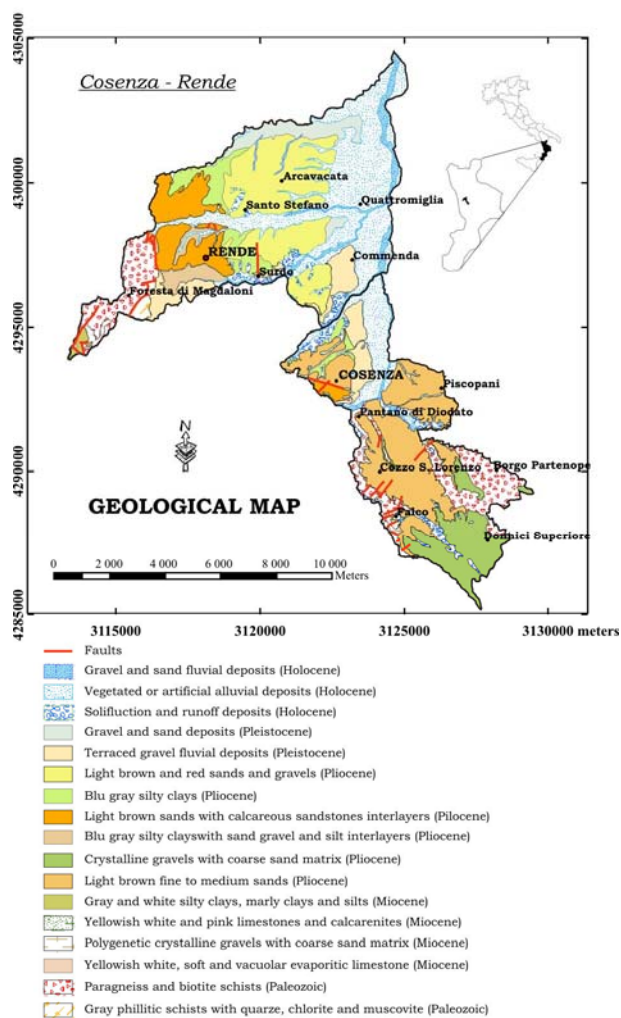 4305000
Cosenza - Rende
4300000
Arcavacata
Santo Stefano
Quattromiglia
RENDE
Commenda
Surdo
Foresta di Magdaloni
4295000
COSENZA
Piscopani
Pantano di Diodato
N
4290000
Cozzo S. Lorenzo
Borgo Partenope
GEOLOGICAL MAP
Falco
Donnici Superiore
0 2 000 4 000 6 000 8 000 10 000
Meters
4285000
3115000 3120000 3125000 3130000 meters
Faults
Gravel and sand fluvial deposits (Holocene)
Vegetated or artificial alluvial deposits (Holocene)
Solifluction and runoff deposits (Holocene)
Gravel and sand deposits (Pleistocene)
Terraced gravel fluvial deposits (Pleistocene)
Light brown and red sands and gravels (Pliocene)
Blu gray silty clays (Pliocene)
Light brown sands with calcareous sandstones interlayers (Pilocene)
Blu gray silty clayswith sand gravel and silt interlayers (Pliocene)
Crystalline gravels with coarse sand matrix (Pliocene)
Light brown fine to medium sands (Pliocene)
Gray and white silty clays, marly clays and silts (Miocene)
Yellowish white and pink limestones and calcarenites (Miocene)
Polygenetic crystalline gravels with coarse sand matrix (Miocene)
Yellowish white, soft and vacuolar evaporitic limestone (Miocene)
Paragneiss and biotite schists (Paleozoic)
Gray phillitic schists with quarze, chlorite and muscovite (Paleozoic)